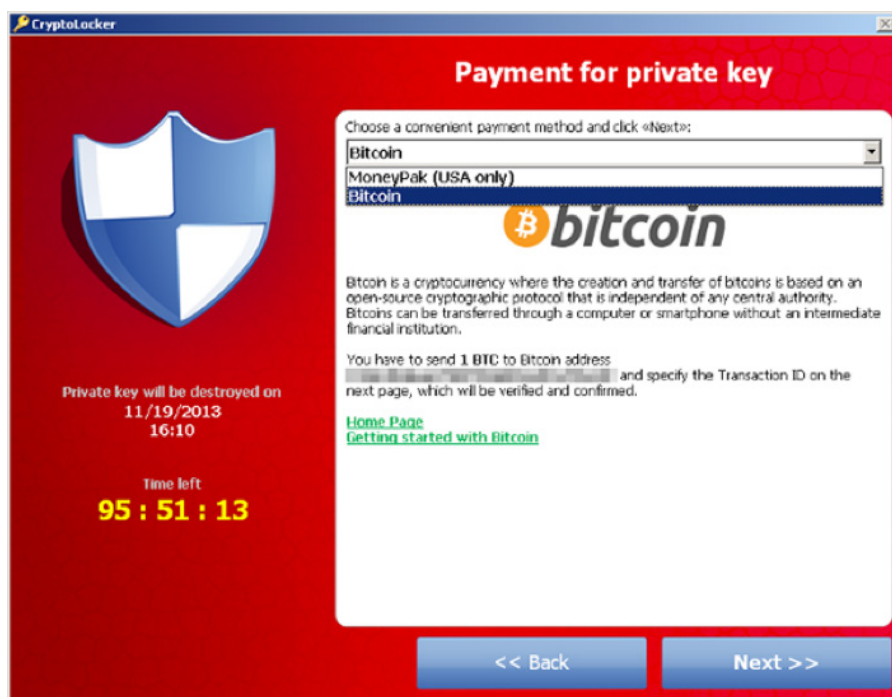 CryptoLocker
Payment for private key
Choose a convenient payment method and click «Next»:
Bitcoin
MoneyPak (USA only)
Bitcoin
bitcoin
Bitcoin is a cryptocurrency where the creation and transfer of bitcoins is based on an
open-source cryptographic protocol that is independent of any central authority.
Bitcoins can be transferred through a computer or smartphone without an intermediate
financial institution.
You have to send 1 BTC to Bitcoin address
and specify the Transaction ID on the
next page, which will be verified and confirmed.
Home Page
Getting started with Bitcoin
Private key will be destroyed on
11/19/2013
16:10
Time left
95 : 51 : 13
<< Back
Next >>